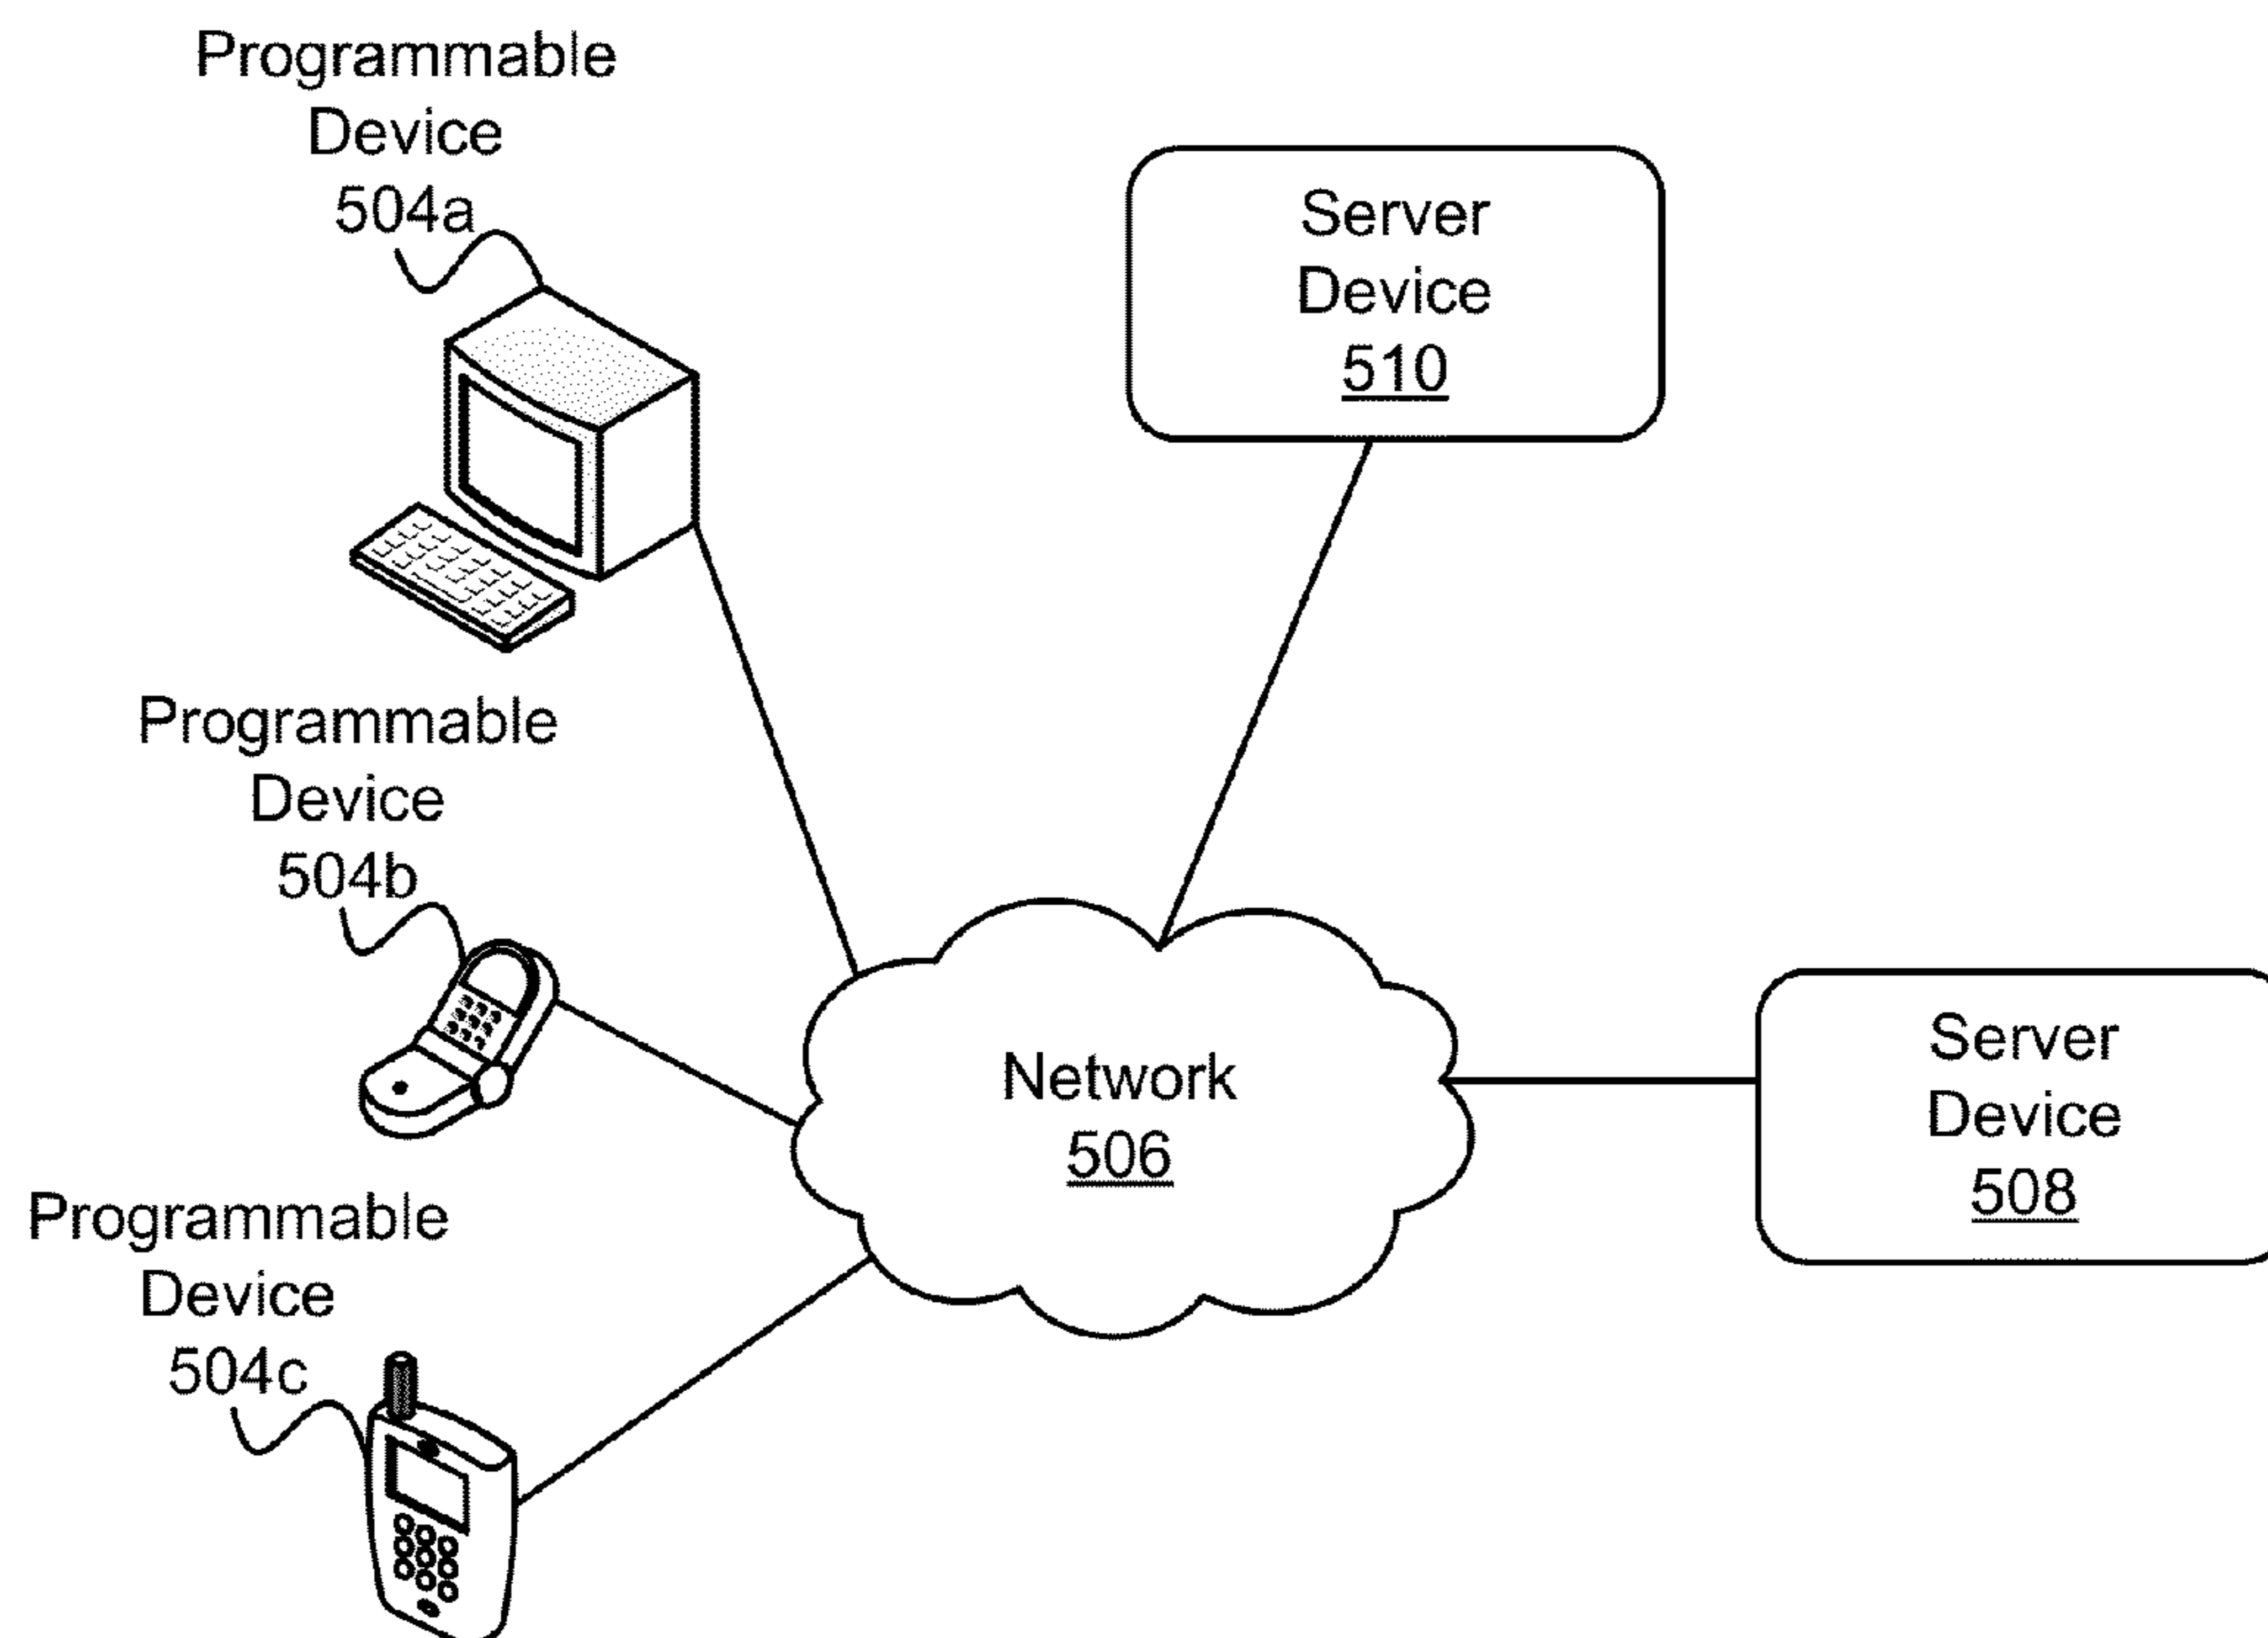 Programmable
Device
504a
Server
Device
510
Programmable
Device
504b
Network
506
Server
Device
508
Programmable
Device
504c